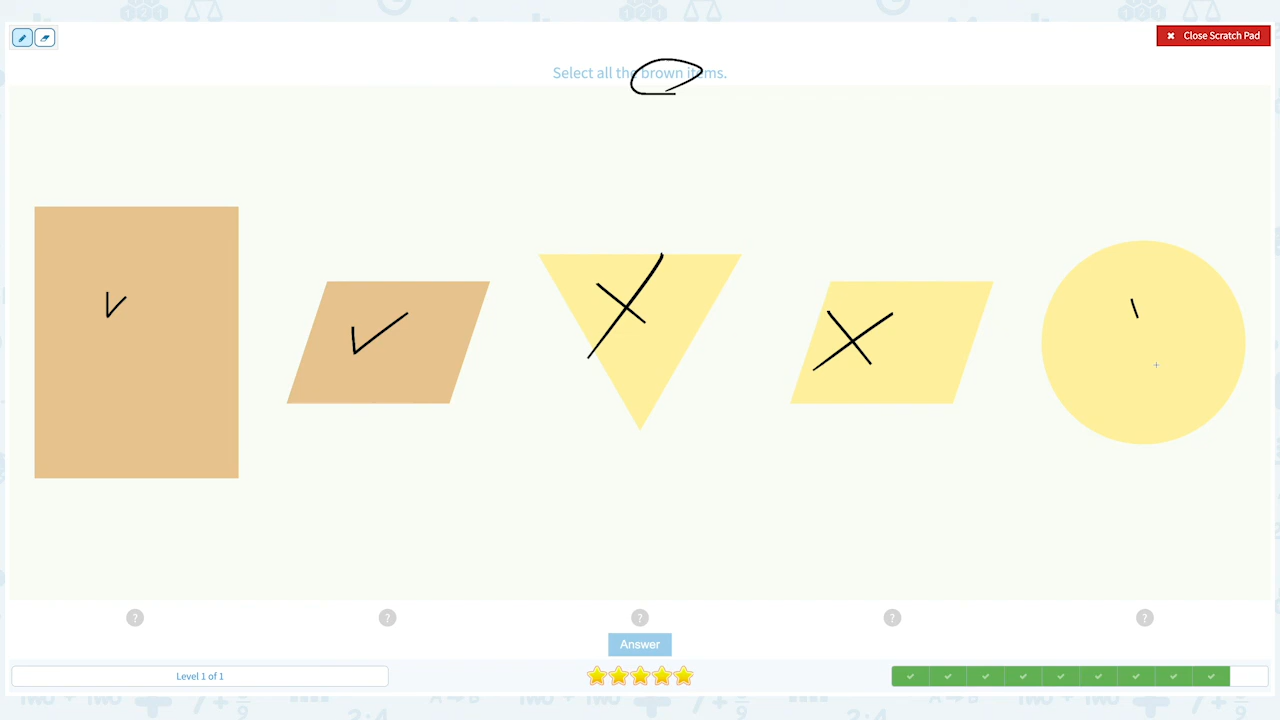 Close Scratch Pad
Select all the brown items.
? ? ? ? ?
Answer
Level 1 of 1